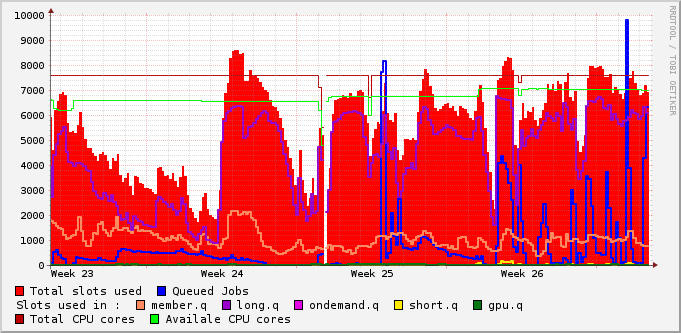 10000
9000
8000
7000
6000
5000
4000
3000
2000
1000
0
Week 23 Week 24 Week 25 Week 26
Total slots used Queued Jobs
Slots used in : member.q long.q ondemand.q short.q gpu.q
Total CPU cores Availale CPU cores
RRDTOOL / TOBI OETIKER